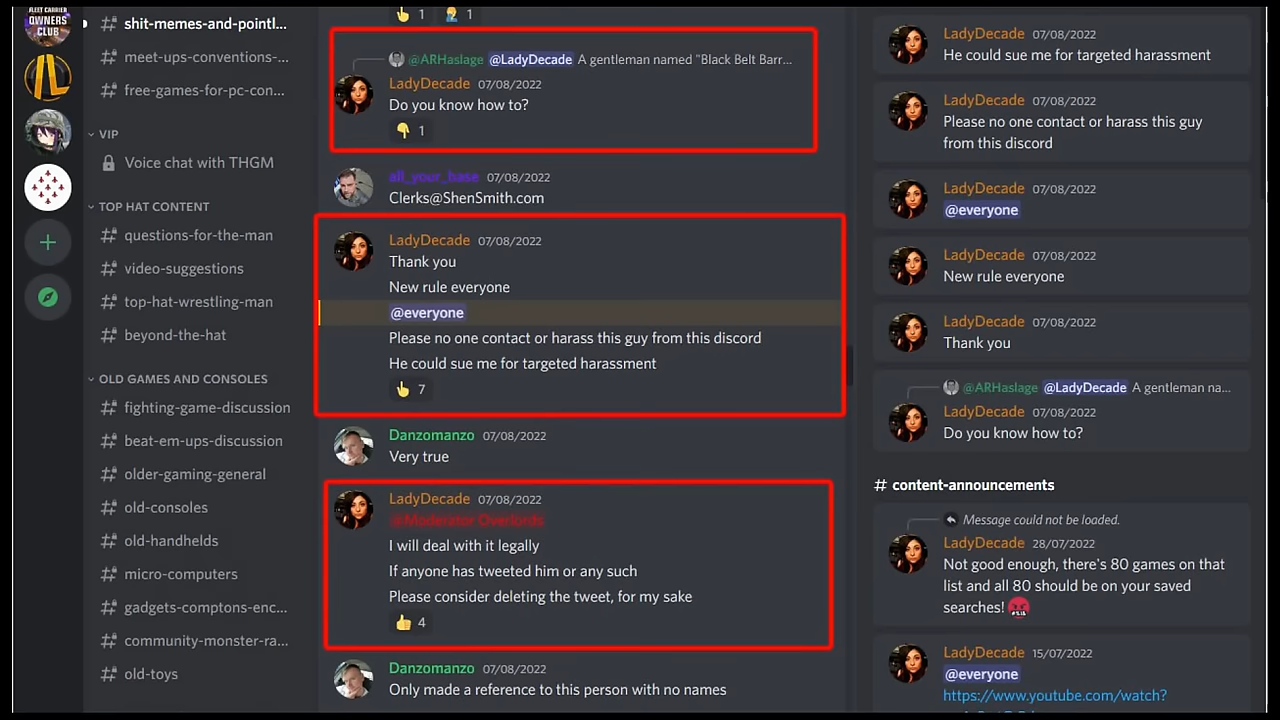 FLEET CARRIER
OWNERS
CLUB
shit-memes-and-pointl...
meet-ups-conventions-...
free-games-for-pc-con...
VIP
Voice chat with THGM
TOP HAT CONTENT
questions-for-the-man
video-suggestions
top-hat-wrestling-man
beyond-the-hat
OLD GAMES AND CONSOLES
fighting-game-discussion
beat-em-ups-discussion
older-gaming-general
old-consoles
old-handhelds
micro-computers
gadgets-comptons-enc...
community-monster-ra...
old-toys
1 1
@ARHaslage @LadyDecade A gentleman named "Black Belt Barr...
LadyDecade 07/08/2022
Do you know how to?
1
all_your_base 07/08/2022
Clerks@ShenSmith.com
LadyDecade 07/08/2022
Thank you
New rule everyone
@everyone
Please no one contact or harass this guy from this discord
He could sue me for targeted harassment
7
Danzomanzo 07/08/2022
Very true
LadyDecade 07/08/2022
@Moderator Overlords
I will deal with it legally
If anyone has tweeted him or any such
Please consider deleting the tweet, for my sake
4
Danzomanzo 07/08/2022
Only made a reference to this person with no names
LadyDecade 07/08/2022
He could sue me for targeted harassment
LadyDecade 07/08/2022
Please no one contact or harass this guy
from this discord
LadyDecade 07/08/2022
@everyone
LadyDecade 07/08/2022
New rule everyone
LadyDecade 07/08/2022
Thank you
@ARHaslage @LadyDecade A gentleman na...
LadyDecade 07/08/2022
Do you know how to?
# content-announcements
Message could not be loaded.
LadyDecade 28/07/2022
Not good enough, there's 80 games on that
list and all 80 should be on your saved
searches!
LadyDecade 15/07/2022
@everyone
https://www.youtube.com/watch?